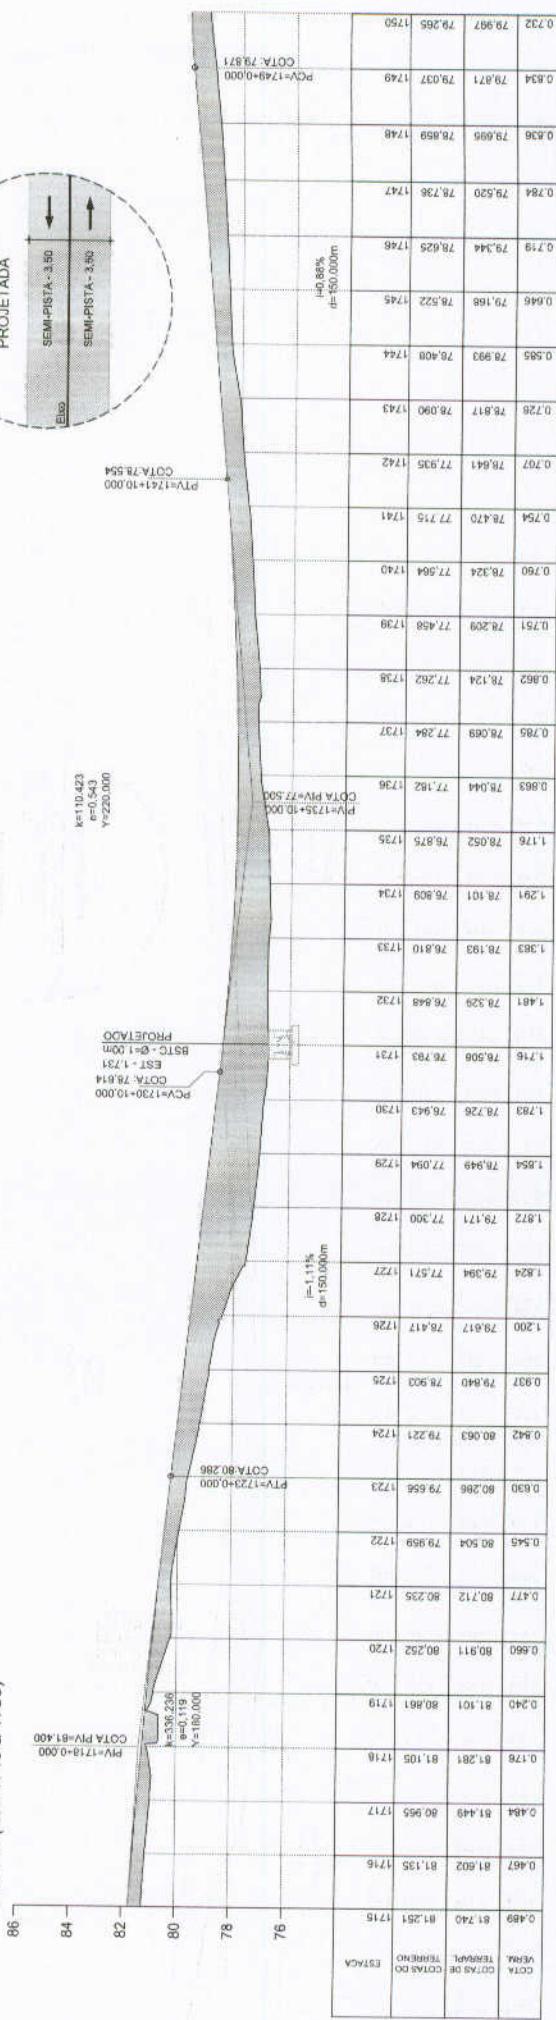 PROJETADA
SEMI-PISTA - 3,50
Eixo
SEMI-PISTA - 3,50
86
84
82
80
78
76
PIV=1718+0,000
COTA PIV=81.400
k=336.236
e=0,119
Y=160.000
PTV=1723+0,000
COTA:80.286
i=-1,11%
d=150.000m
PCV=1730+10,000
COTA: 78,614
EST - 1.731
BSTC - Ø=1.00m
PROJETADO
k=110.423
e=0,543
Y=220.000
PIV=1735+10.000
COTA PIV=77.500
PTV=1741+10,000
COTA:78.554
i=0,88%
d=150.000m
PCV=1749+0,000
COTA: 79,871
ESTACA 1715 1716 1717 1718 1719 1720 1721 1722 1723 1724 1725 1726 1727 1728 1729 1730 1731 1732 1733 1734 1735 1736 1737 1738 1739 1740 1741 1742 1743 1744 1745 1746 1747 1748 1749 1750
COTAS DO TERRENO 81.251 81,135 80,965 81,105 80,861 80,252 80.235 79,959 79.656 79.221 78.903 78,417 77,571 77,300 77,094 76,943 76,793 76,848 76,810 76,809 76,875 77,182 77,284 77,262 77,458 77,564 77,715 77,935 78,090 78,408 78,522 78,625 78,736 78,859 79,037 79,265
COTAS DE TERRAPL. 81,740 81,602 81,449 81,281 81,101 80,911 80,712 80,504 80,286 80,063 79,840 79,617 79,394 79,171 78,949 78,726 78,506 78,329 78,193 78,101 78,052 78,044 78,069 78,124 78,209 78,324 78,470 78,641 78,817 78,993 79,168 79,344 79,520 79,695 79,871 79,997
COTA VERM. 0.489 0.467 0.484 0.176 0.240 0.660 0.477 0.545 0.630 0.842 0.937 1.200 1.824 1.872 1.854 1.783 1.716 1.481 1.383 1.291 1.176 0.863 0.785 0.862 0.751 0.760 0.754 0.707 0.726 0.585 0.646 0.719 0.784 0.836 0.834 0.732